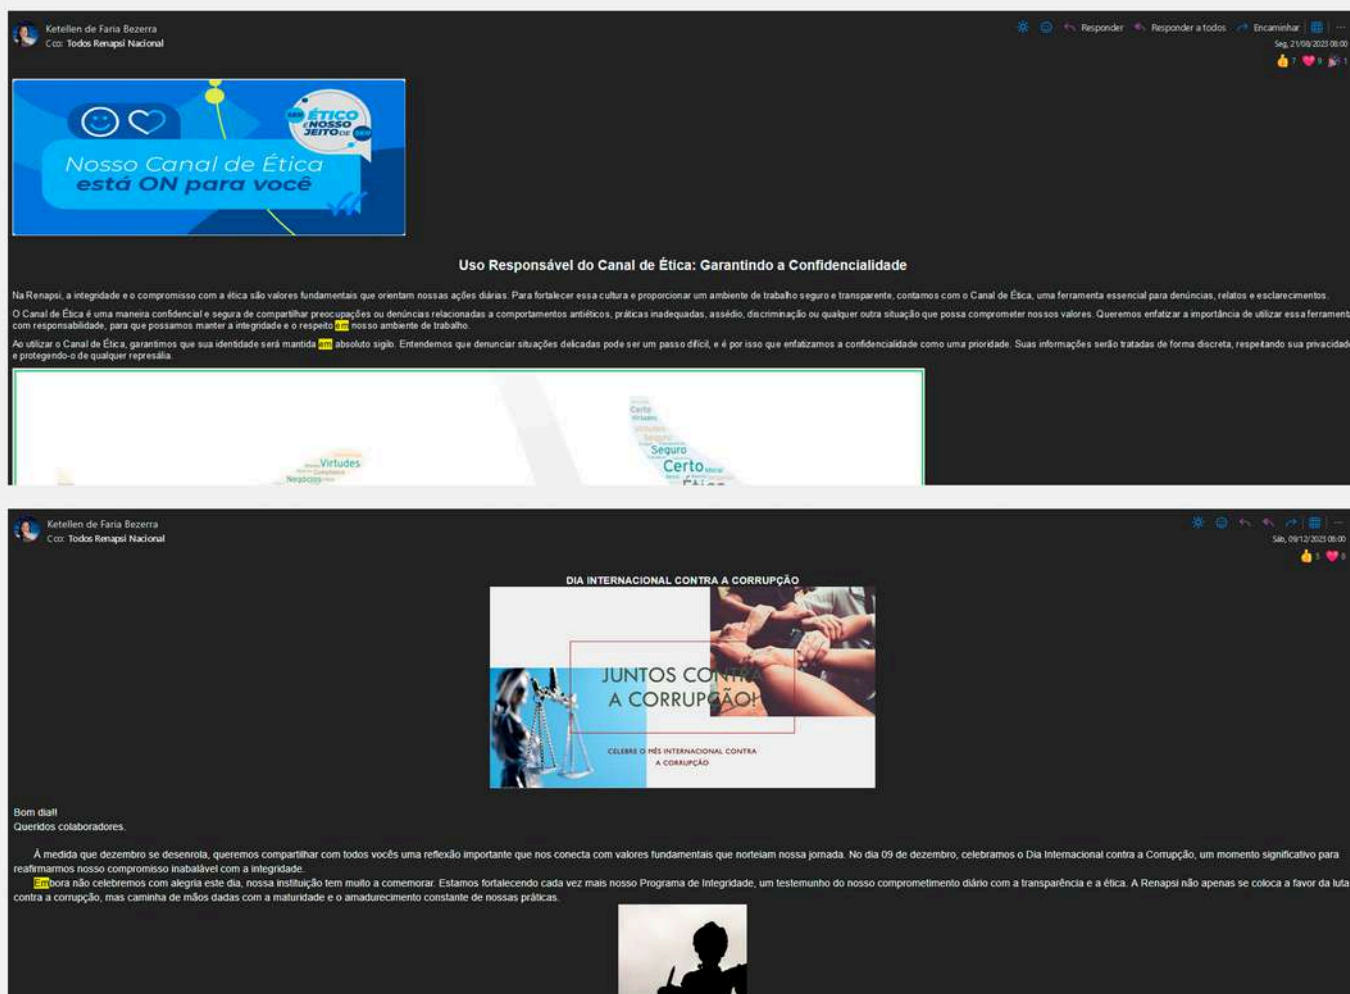 Ketellen de Faria Bezerra
Cco: Todos Renapsi Nacional
Responder
Responder a todos
Encaminhar
Seg, 21/08/2023 08:00
7
9
1
SER ÉTICO
É NOSSO
JEITO DE SER
Nosso Canal de Ética
está ON para você
Uso Responsável do Canal de Ética: Garantindo a Confidencialidade
Na Renapsi, a integridade e o compromisso com a ética são valores fundamentais que orientam nossas ações diárias. Para fortalecer essa cultura e proporcionar um ambiente de trabalho seguro e transparente, contamos com o Canal de Ética, uma ferramenta essencial para denúncias, relatos e esclarecimentos.
O Canal de Ética é uma maneira confidencial e segura de compartilhar preocupações ou denúncias relacionadas a comportamentos antiéticos, práticas inadequadas, assédio, discriminação ou qualquer outra situação que possa comprometer nossos valores. Queremos enfatizar a importância de utilizar essa ferrament
com responsabilidade, para que possamos manter a integridade e o respeito em nosso ambiente de trabalho.
Ao utilizar o Canal de Ética, garantimos que sua identidade será mantida em absoluto sigilo. Entendemos que denunciar situações delicadas pode ser um passo difícil, e é por isso que enfatizamos a confidencialidade como uma prioridade. Suas informações serão tratadas de forma discreta, respeitando sua privacidade
e protegendo-o de qualquer represália.
Certo
Virtudes
Seguro
Virtudes
Certo
Negócios
Ética
Ketellen de Faria Bezerra
Cco: Todos Renapsi Nacional
Sáb, 09/12/2023 08:00
DIA INTERNACIONAL CONTRA A CORRUPÇÃO
JUNTOS CONTRA
A CORRUPÇÃO!
CELEBRE O MÊS INTERNACIONAL CONTRA
A CORRUPÇÃO
Bom dia!!
Queridos colaboradores.
À medida que dezembro se desenrola, queremos compartilhar com todos vocês uma reflexão importante que nos conecta com valores fundamentais que norteiam nossa jornada. No dia 09 de dezembro, celebramos o Dia Internacional contra a Corrupção, um momento significativo para
reafirmarmos nosso compromisso inabalável com a integridade.
Embora não celebremos com alegria este dia, nossa instituição tem muito a comemorar. Estamos fortalecendo cada vez mais nosso Programa de Integridade, um testemunho do nosso comprometimento diário com a transparência e a ética. A Renapsi não apenas se coloca a favor da luta
contra a corrupção, mas caminha de mãos dadas com a maturidade e o amadurecimento constante de nossas práticas.